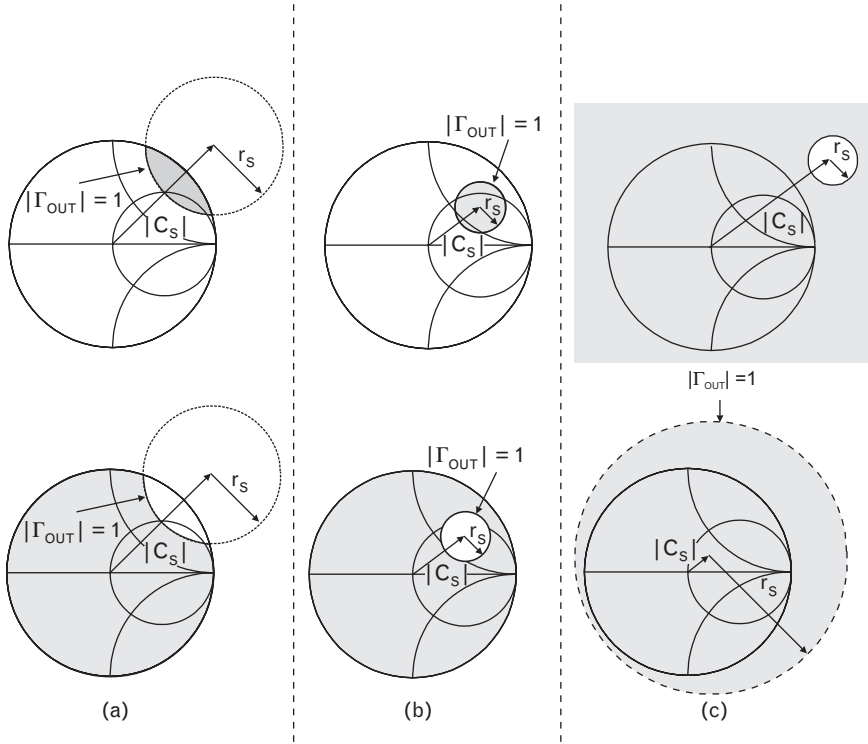 r_S
|Γ_OUT| = 1
|C_S|
|Γ_OUT| = 1
r_S
|C_S|
r_S
|C_S|
r_S
|Γ_OUT| = 1
|C_S|
|Γ_OUT| = 1
r_S
|C_S|
|Γ_OUT| = 1
|C_S|
r_S
(a)
(b)
(c)